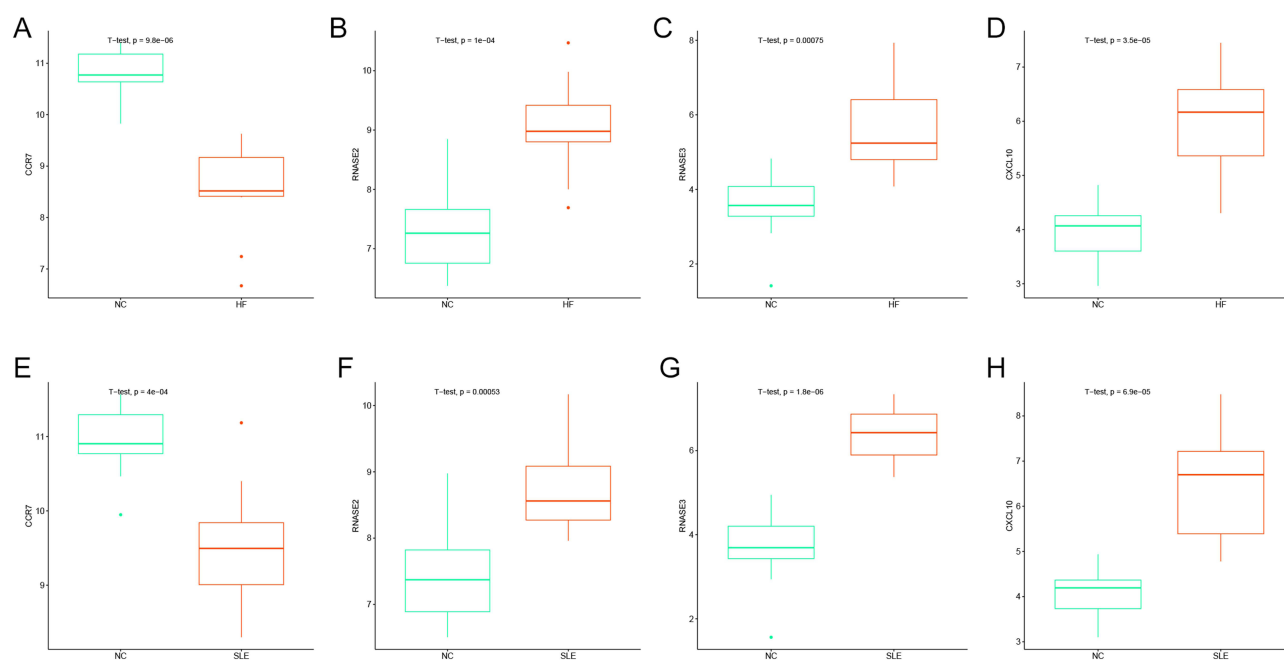 A
T-test, p = 9.8e-06
CCR7
11
10
9
8
7
NC
HF
B
T-test, p = 1e-04
RNASE2
10
9
8
7
NC
HF
C
T-test, p = 0.00075
RNASE3
8
6
4
2
NC
HF
D
T-test, p = 3.5e-05
CXCL10
7
6
5
4
3
NC
HF
E
T-test, p = 4e-04
CCR7
11
10
9
NC
SLE
F
T-test, p = 0.00053
RNASE2
10
9
8
7
NC
SLE
G
T-test, p = 1.8e-06
RNASE3
6
4
2
NC
SLE
H
T-test, p = 6.9e-05
CXCL10
8
7
6
5
4
3
NC
SLE